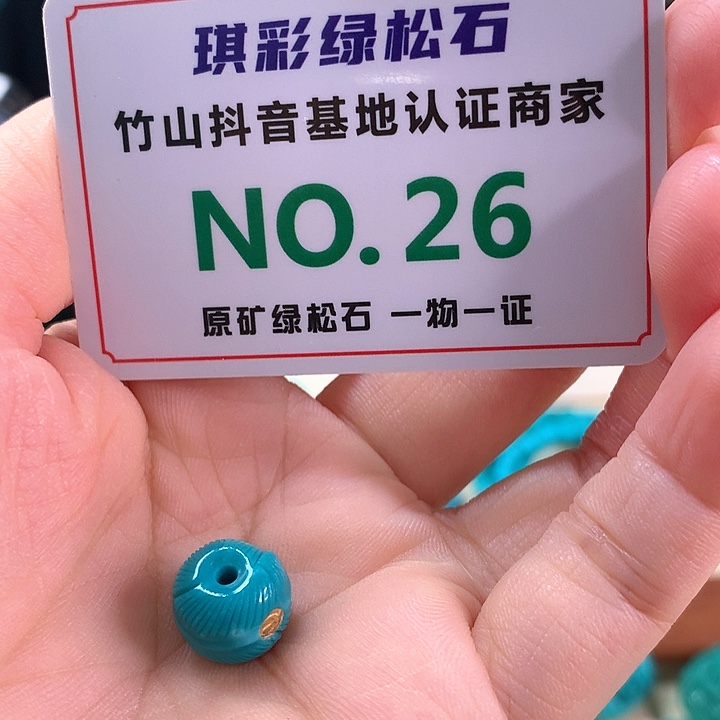 琪彩绿松石
竹山抖音基地认证商家
NO.26
原矿绿松石 一物一证